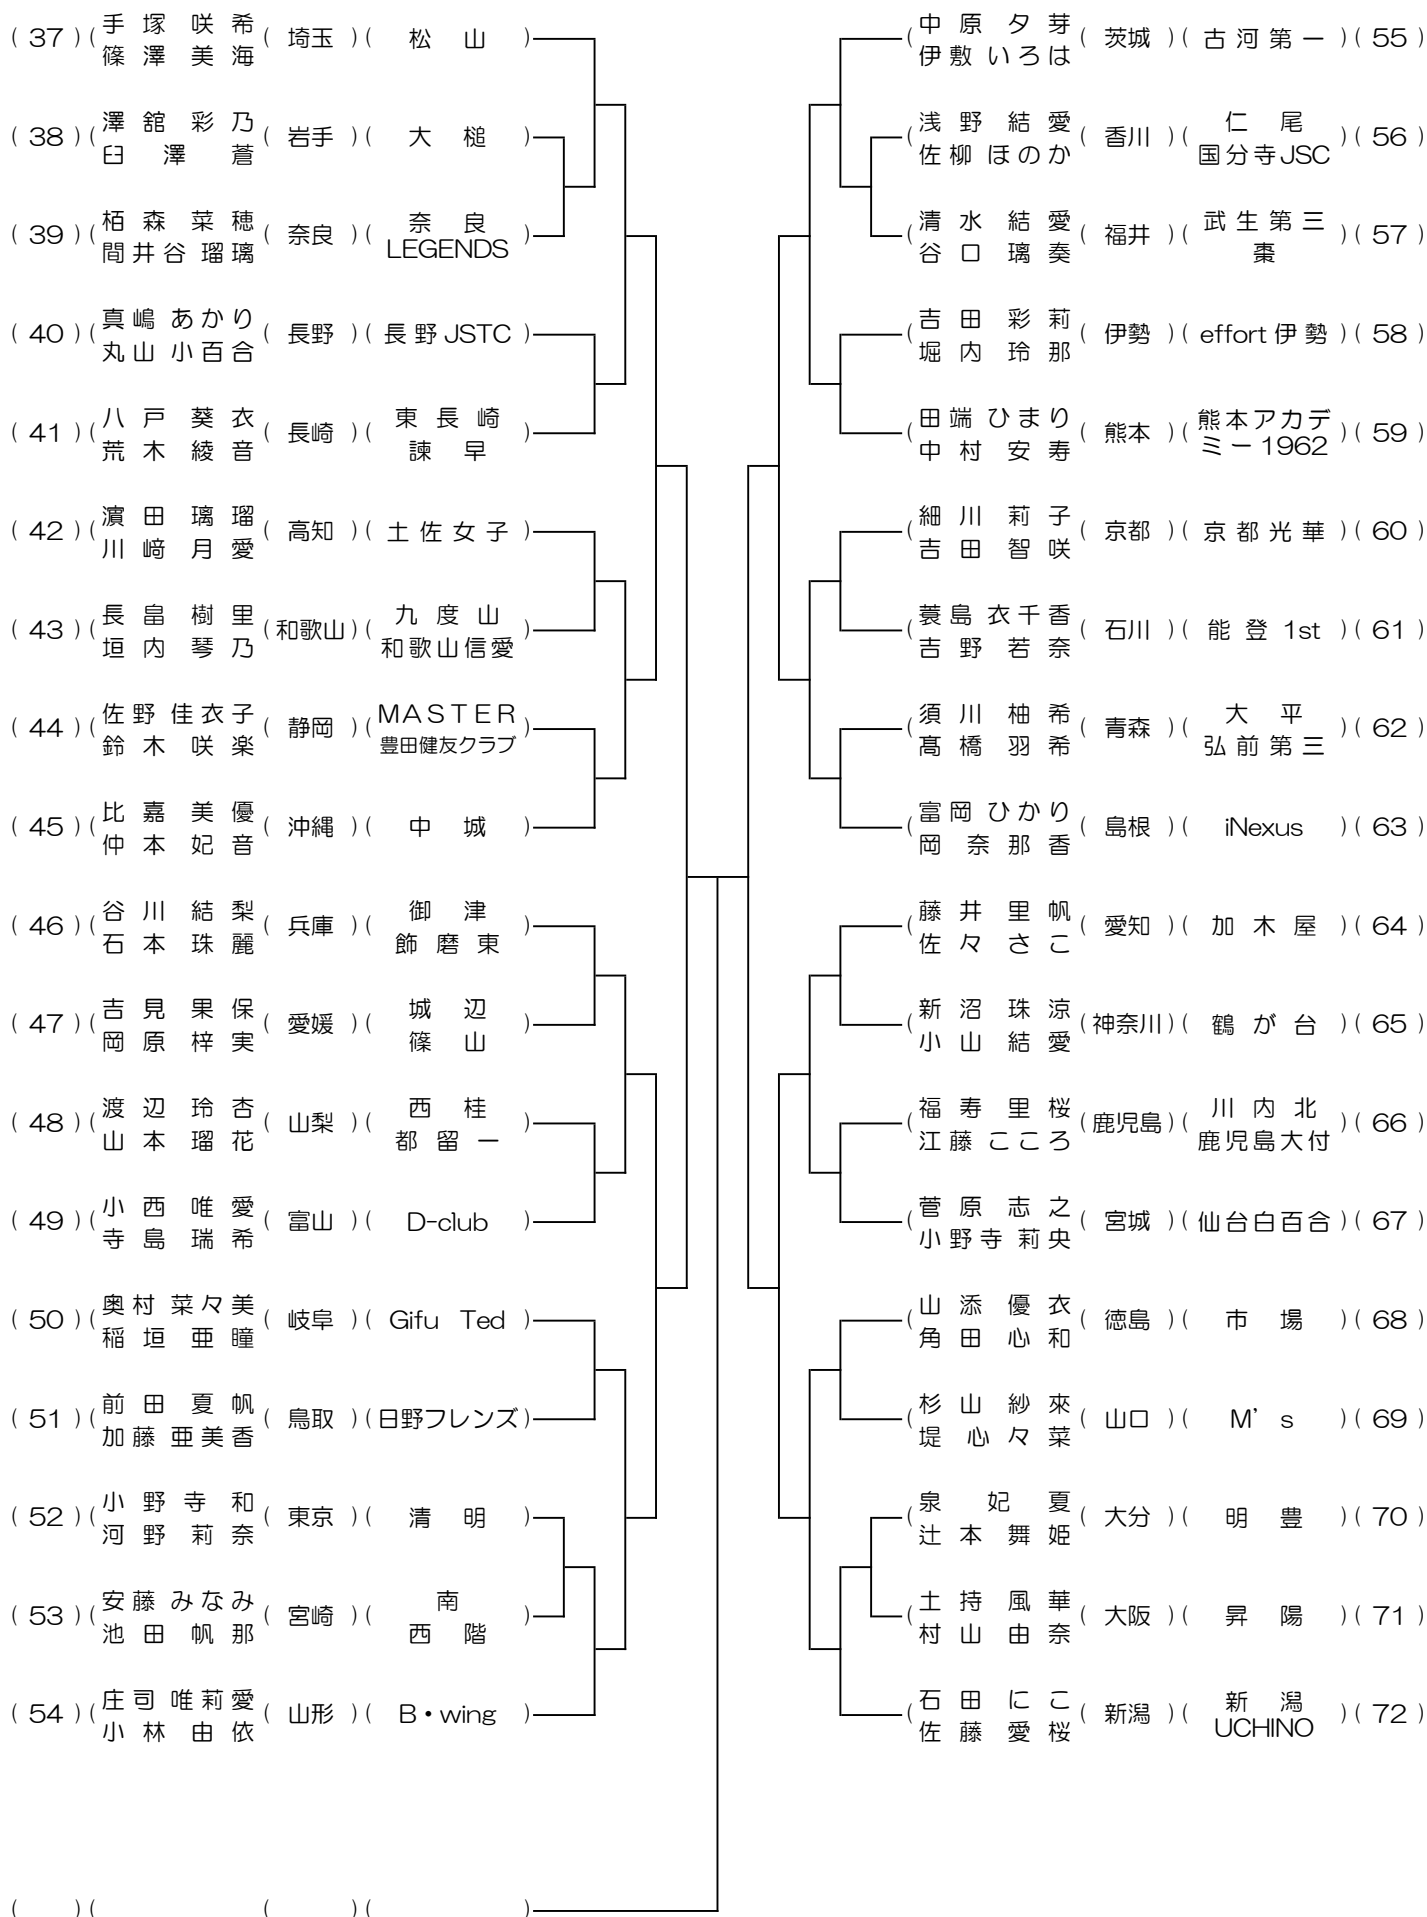 ( 37 ) ( 手塚咲希 ( 埼玉 ) ( 松山 )
篠澤美海
( 38 ) ( 澤舘彩乃 ( 岩手 ) ( 大槌 )
臼澤蒼
( 39 ) ( 栢森菜穂 ( 奈良 ) ( 奈良 )
間井谷瑠璃 LEGENDS
( 40 ) ( 真嶋あかり ( 長野 ) ( 長野JSTC )
丸山小百合
( 41 ) ( 八戸葵衣 ( 長崎 ) ( 東長崎 )
荒木綾音 諫早
( 42 ) ( 濵田璃瑠 ( 高知 ) ( 土佐女子 )
川﨑月愛
( 43 ) ( 長畠樹里 ( 和歌山 ) ( 九度山 )
垣内琴乃 和歌山信愛
( 44 ) ( 佐野佳衣子 ( 静岡 ) ( MASTER )
鈴木咲楽 豊田健友クラブ
( 45 ) ( 比嘉美優 ( 沖縄 ) ( 中城 )
仲本妃音
( 46 ) ( 谷川結梨 ( 兵庫 ) ( 御津 )
石本珠麗 飾磨東
( 47 ) ( 吉見果保 ( 愛媛 ) ( 城辺 )
岡原梓実 篠山
( 48 ) ( 渡辺玲杏 ( 山梨 ) ( 西桂 )
山本瑠花 都留一
( 49 ) ( 小西唯愛 ( 富山 ) ( D-club )
寺島瑞希
( 50 ) ( 奥村菜々美 ( 岐阜 ) ( Gifu Ted )
稲垣亜瞳
( 51 ) ( 前田夏帆 ( 鳥取 ) ( 日野フレンズ )
加藤亜美香
( 52 ) ( 小野寺和 ( 東京 ) ( 清明 )
河野莉奈
( 53 ) ( 安藤みなみ ( 宮崎 ) ( 南 )
池田帆那 西階
( 54 ) ( 庄司唯莉愛 ( 山形 ) ( B・wing )
小林由依
( ) ( ( ) ( )
( 中原夕芽 ( 茨城 ) ( 古河第一 ) ( 55 )
伊敷いろは
( 浅野結愛 ( 香川 ) ( 仁尾 ) ( 56 )
佐柳ほのか 国分寺JSC
( 清水結愛 ( 福井 ) ( 武生第三 ) ( 57 )
谷口璃奏 棗
( 吉田彩莉 ( 伊勢 ) ( effort伊勢 ) ( 58 )
堀内玲那
( 田端ひまり ( 熊本 ) ( 熊本アカデ ) ( 59 )
中村安寿 ミー1962
( 細川莉子 ( 京都 ) ( 京都光華 ) ( 60 )
吉田智咲
( 蓑島衣千香 ( 石川 ) ( 能登1st ) ( 61 )
吉野若奈
( 須川柚希 ( 青森 ) ( 大平 ) ( 62 )
髙橋羽希 弘前第三
( 富岡ひかり ( 島根 ) ( iNexus ) ( 63 )
岡奈那香
( 藤井里帆 ( 愛知 ) ( 加木屋 ) ( 64 )
佐々さこ
( 新沼珠涼 ( 神奈川 ) ( 鶴が台 ) ( 65 )
小山結愛
( 福寿里桜 ( 鹿児島 ) ( 川内北 ) ( 66 )
江藤こころ 鹿児島大付
( 菅原志之 ( 宮城 ) ( 仙台白百合 ) ( 67 )
小野寺莉央
( 山添優衣 ( 徳島 ) ( 市場 ) ( 68 )
角田心和
( 杉山紗來 ( 山口 ) ( M's ) ( 69 )
堤心々菜
( 泉妃夏 ( 大分 ) ( 明豊 ) ( 70 )
辻本舞姫
( 土持風華 ( 大阪 ) ( 昇陽 ) ( 71 )
村山由奈
( 石田にこ ( 新潟 ) ( 新潟 ) ( 72 )
佐藤愛桜 UCHINO